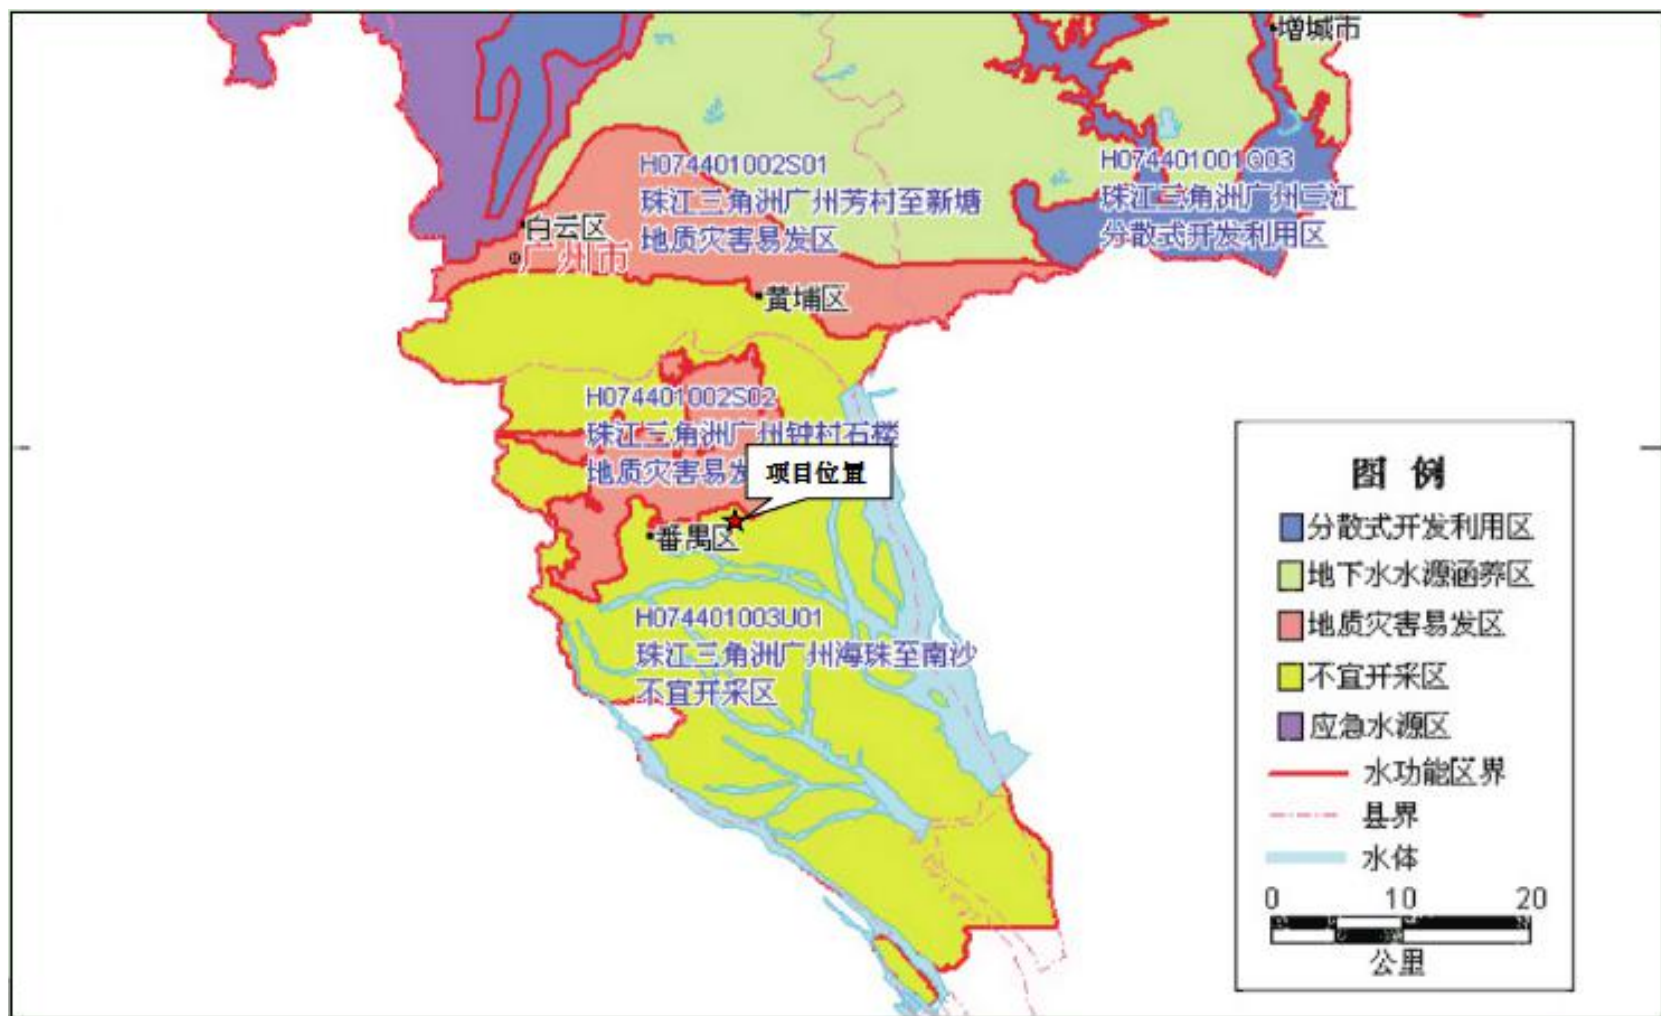 增城市
H074401002S01
珠江三角洲广州芳村至新塘
地质灾害易发区
H074401001Q03
珠江三角洲广州三江
分散式开发利用区
白云区
广州市
黄埔区
H074401002S02
珠江三角洲广州钟村石楼
地质灾害易发
项目位置
番禺区
H074401003U01
珠江三角洲广州海珠至南沙
不宜开采区
图 例
分散式开发利用区
地下水水源涵养区
地质灾害易发区
不宜开采区
应急水源区
水功能区界
县界
水体
0 10 20
公里